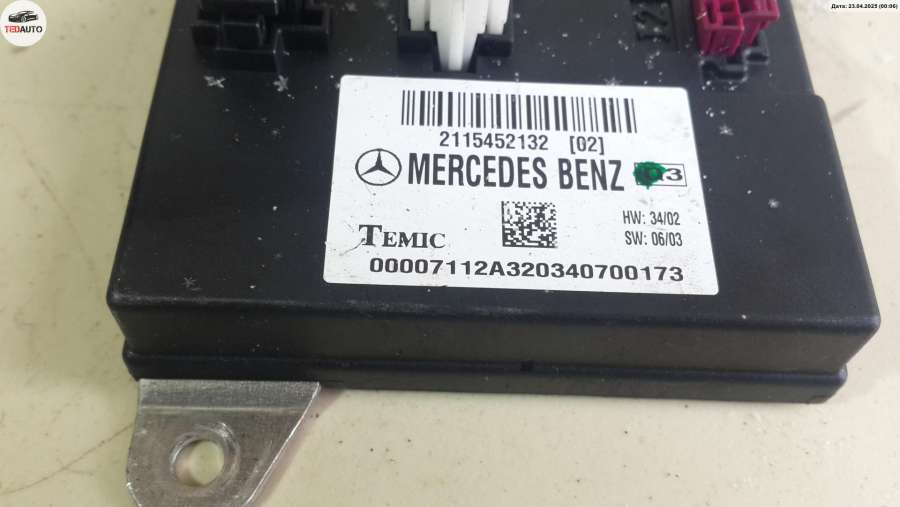 TEDAUTO
Дата: 23.04.2025 (00:06)
2115452132 [02]
MERCEDES BENZ
HW: 34/02
SW: 06/03
TEMIC
00007112A320340700173